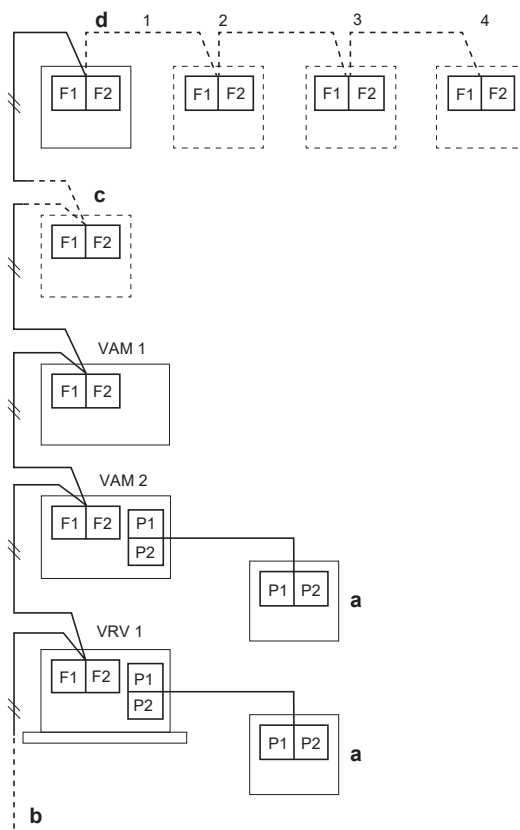 d 1 2 3 4
F1 F2 F1 F2 F1 F2 F1 F2
c
F1 F2
VAM 1
F1 F2
VAM 2
F1 F2 P1
P2
P1 P2 a
VRV 1
F1 F2 P1
P2
P1 P2 a
b